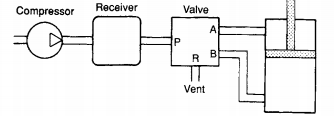 Compressor
Receiver
Valve
A
P
B
R
Vent